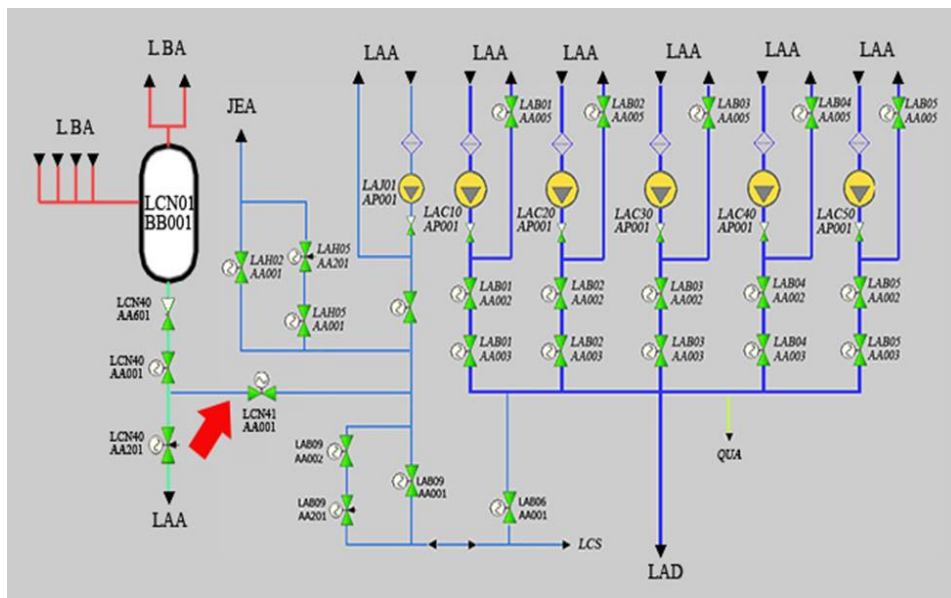 LBA
LAA
LAA
LAA
LAA
LAA
LAA
JEA
LBA
LAB01
AA005
LAB02
AA005
LAB03
AA005
LAB04
AA005
LAB05
AA005
LCN01
BB001
LAJ01
AP001
LAC10
AP001
LAC20
AP001
LAC30
AP001
LAC40
AP001
LAC50
AP001
LAH02
AA001
LAH05
AA201
LCN40
AA601
LAH05
AA001
LAB01
AA002
LAB02
AA002
LAB03
AA002
LAB04
AA002
LAB05
AA002
LAB01
AA003
LAB02
AA003
LAB03
AA003
LAB04
AA003
LAB05
AA003
LCN40
AA001
LCN41
AA001
LCN40
AA201
LAB09
AA002
LAB09
AA001
LAB09
AA201
LAB06
AA001
QUA
LAA
LCS
LAD